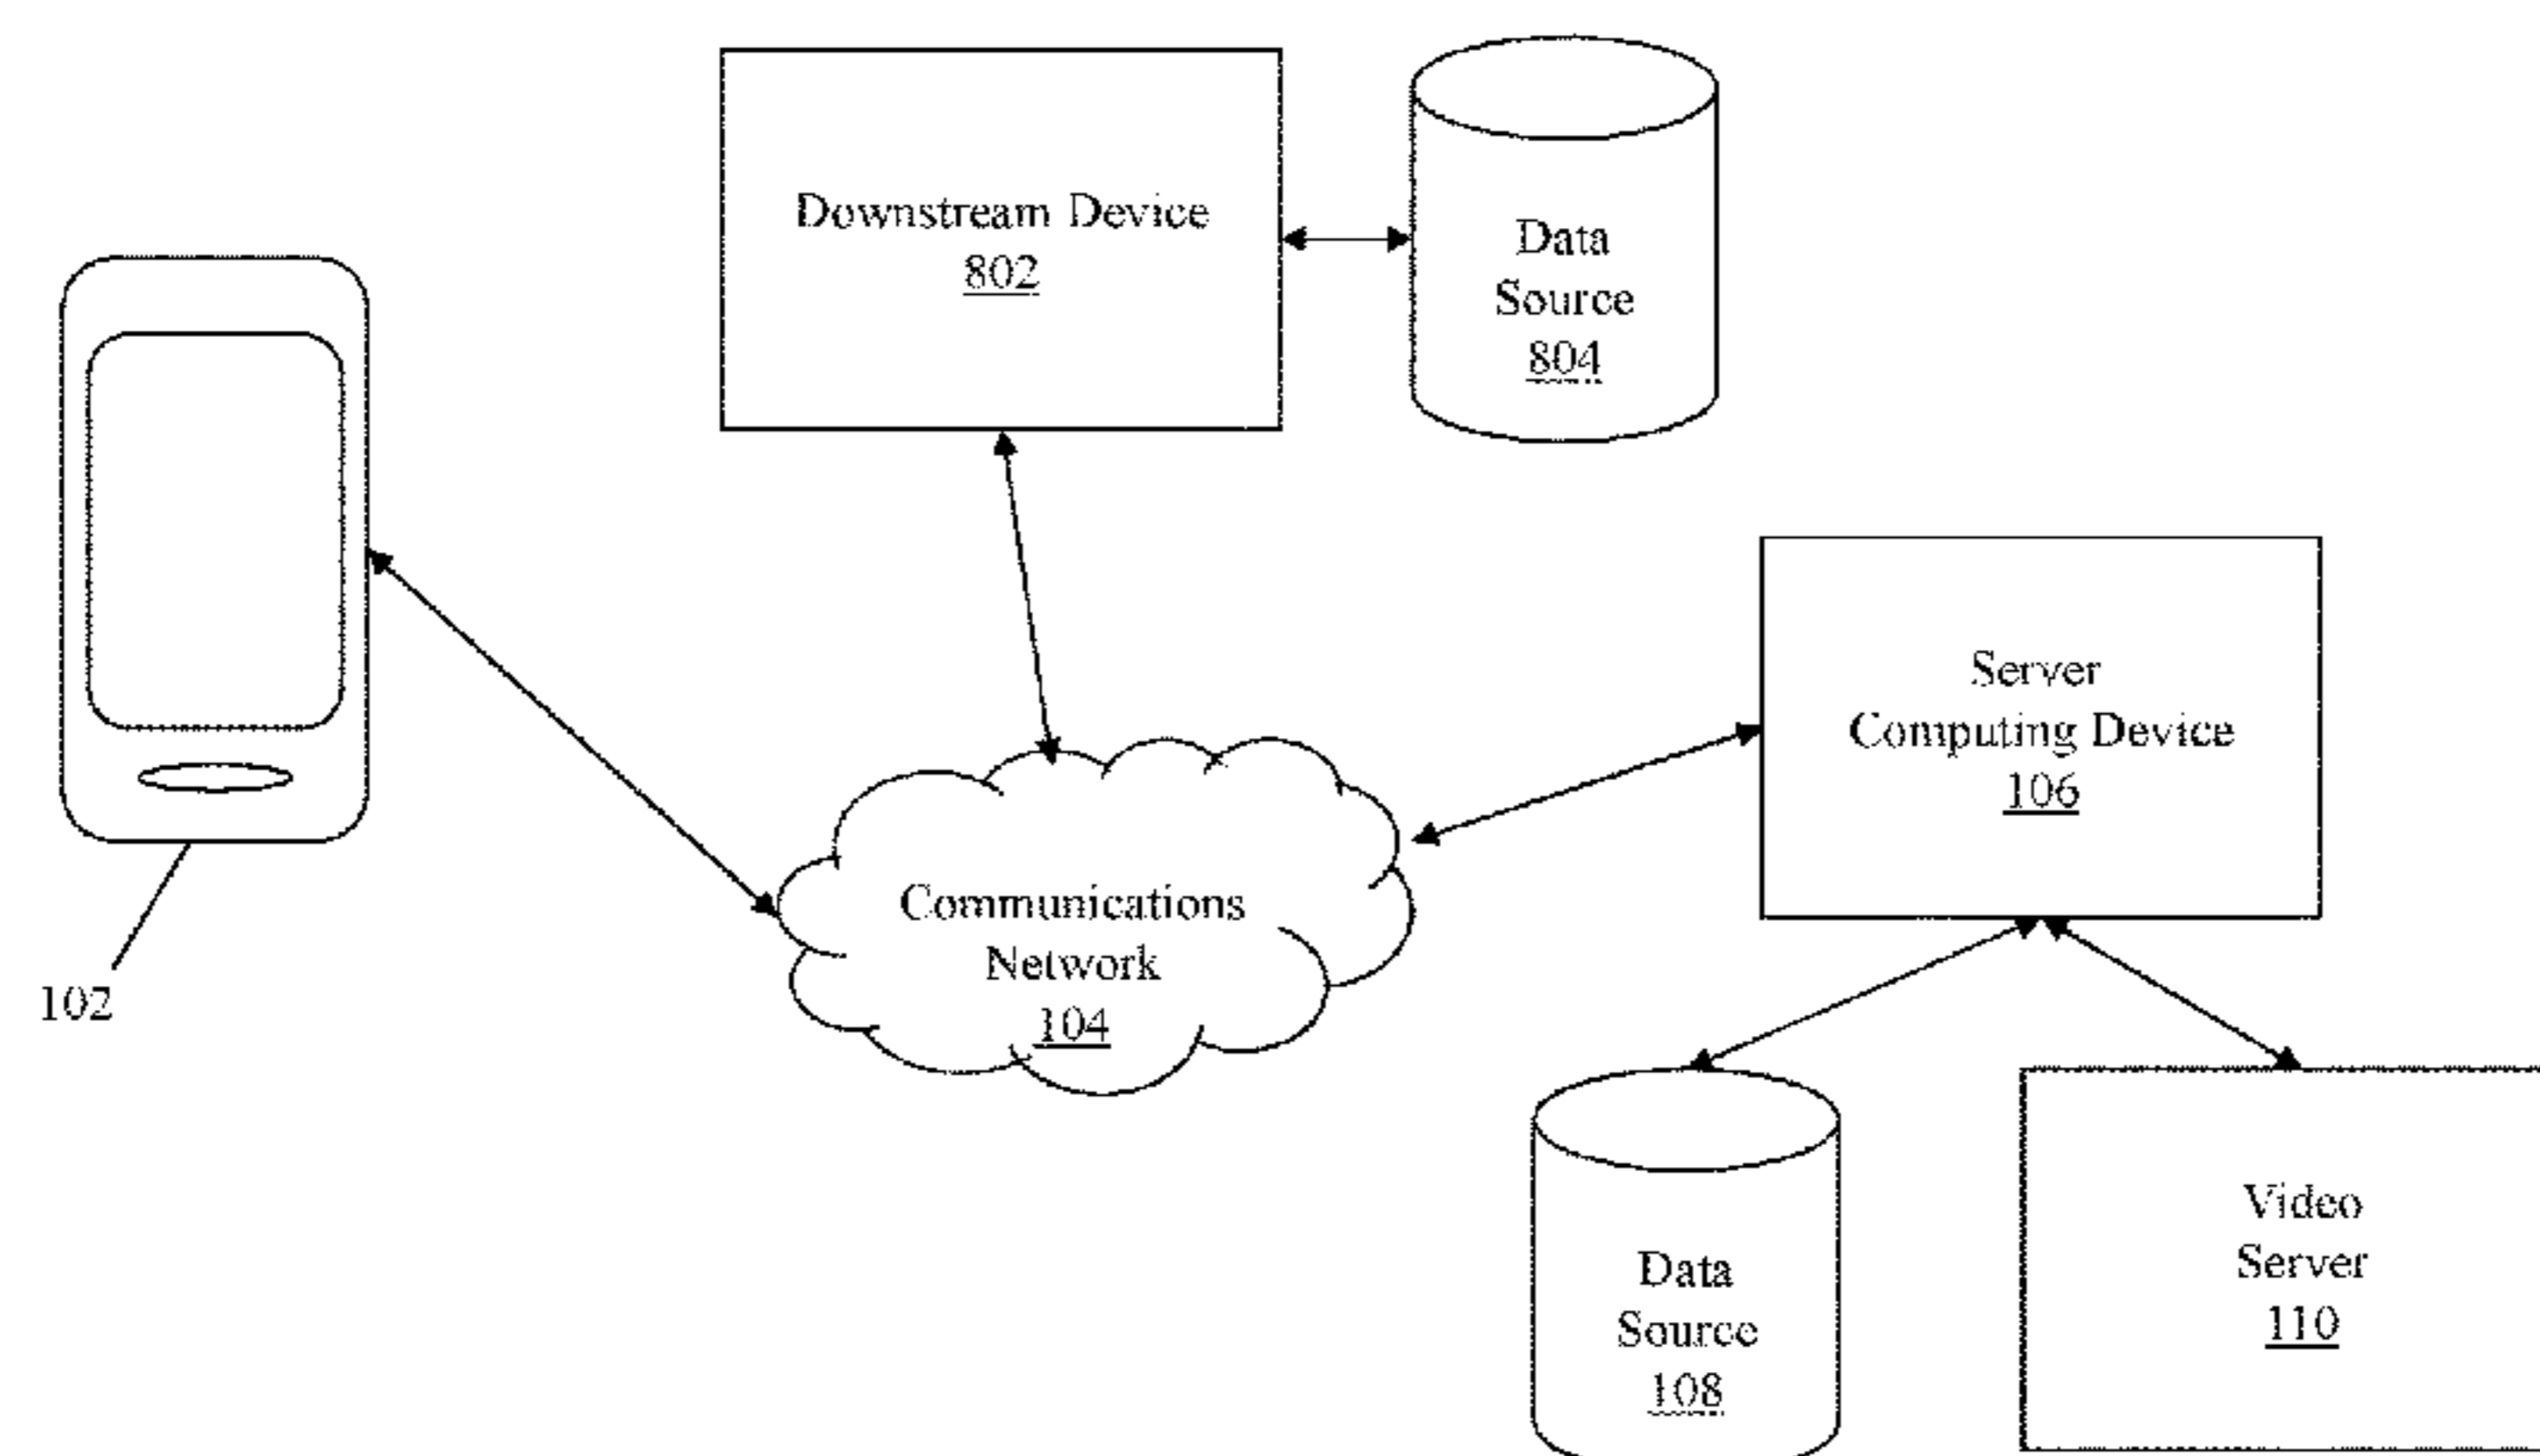 Downstream Device
802
Data
Source
804
Server
Computing Device
106
Communications
Network
104
102
Data
Source
108
Video
Server
110